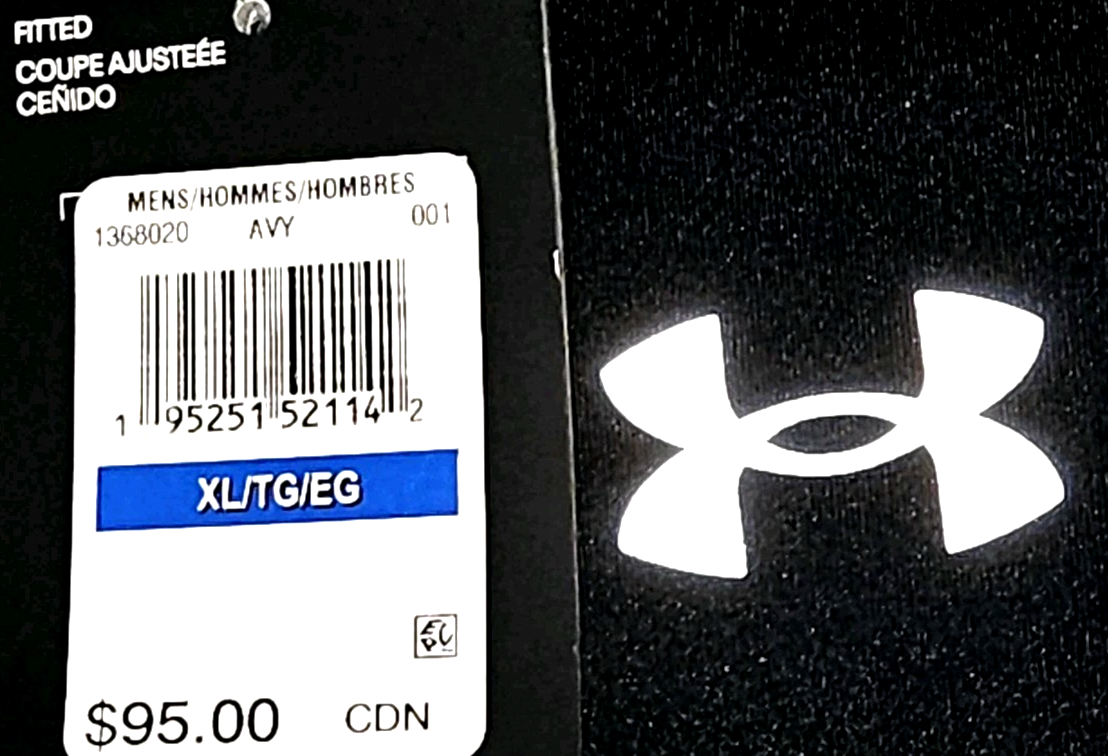 FITTED
COUPE AJUSTEÉE
CEÑIDO
MENS/HOMMES/HOMBRES
1368020 AVY 001
1 95251 52114 2
XL/TG/EG
$95.00 CDN